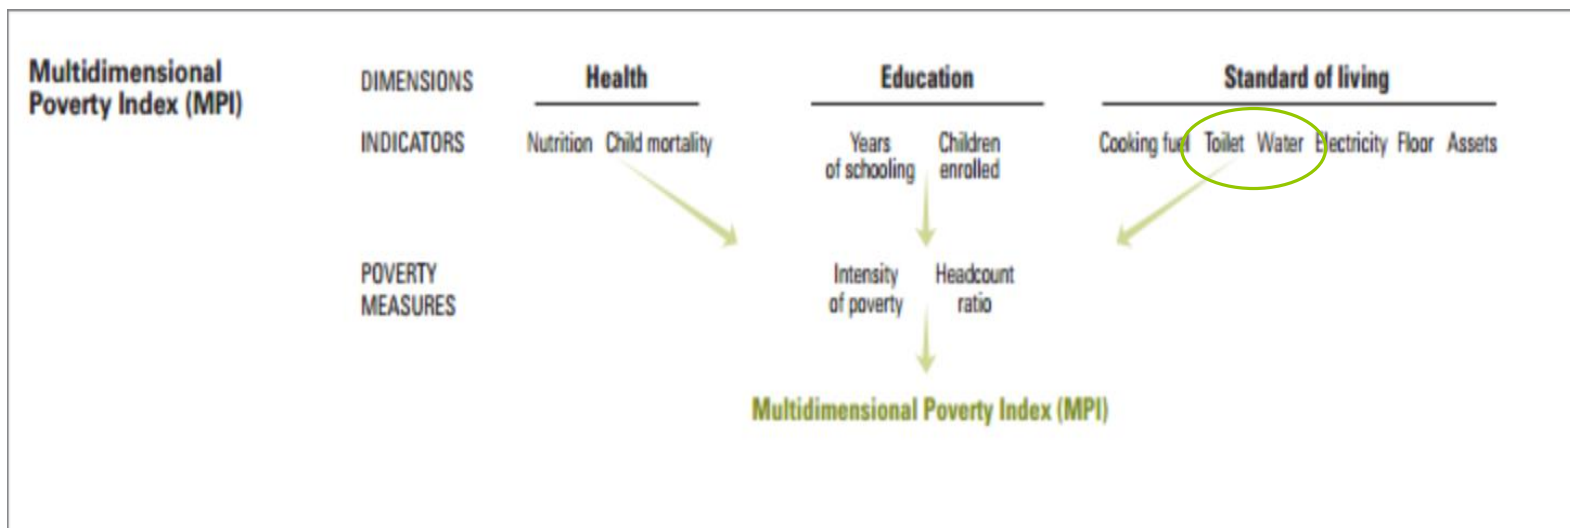 Multidimensional
Poverty Index (MPI)
DIMENSIONS Health Education Standard of living
INDICATORS Nutrition Child mortality Years of schooling Children enrolled Cooking fuel Toilet Water Electricity Floor Assets
POVERTY
MEASURES
Intensity of poverty Headcount ratio
Multidimensional Poverty Index (MPI)